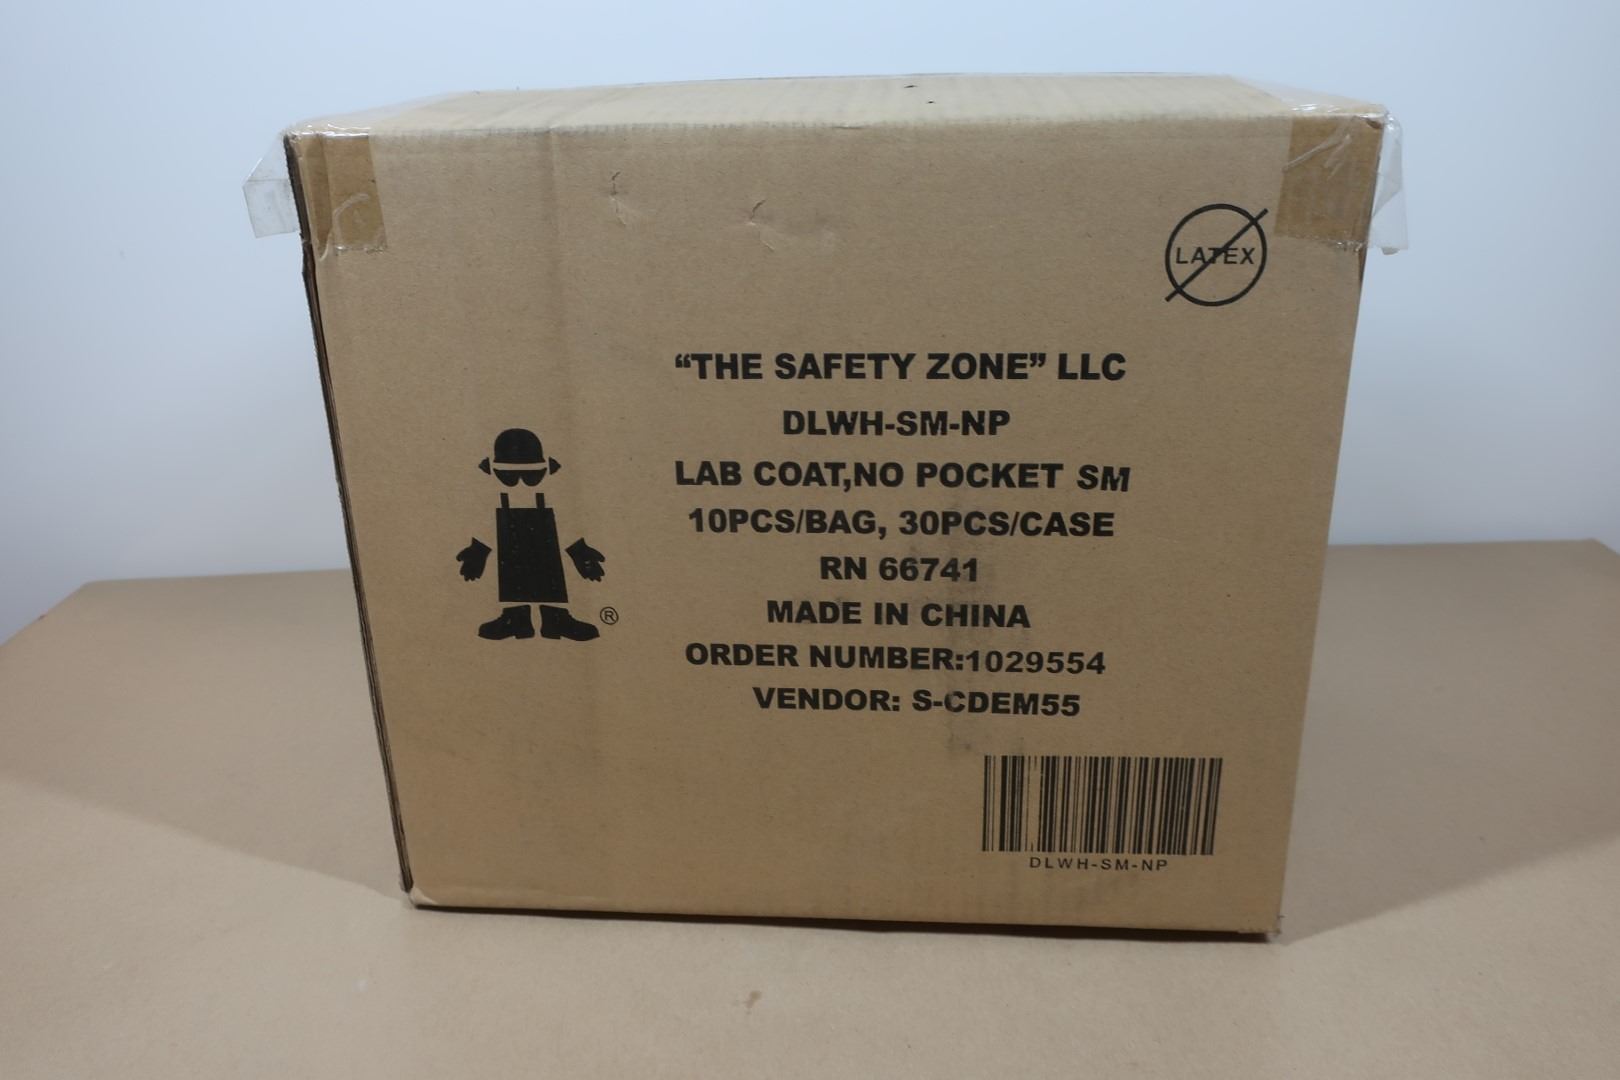 LATEX
“THE SAFETY ZONE” LLC
DLWH-SM-NP
LAB COAT,NO POCKET SM
10PCS/BAG, 30PCS/CASE
RN 66741
MADE IN CHINA
ORDER NUMBER:1029554
VENDOR: S-CDEM55
®
DLWH-SM-NP